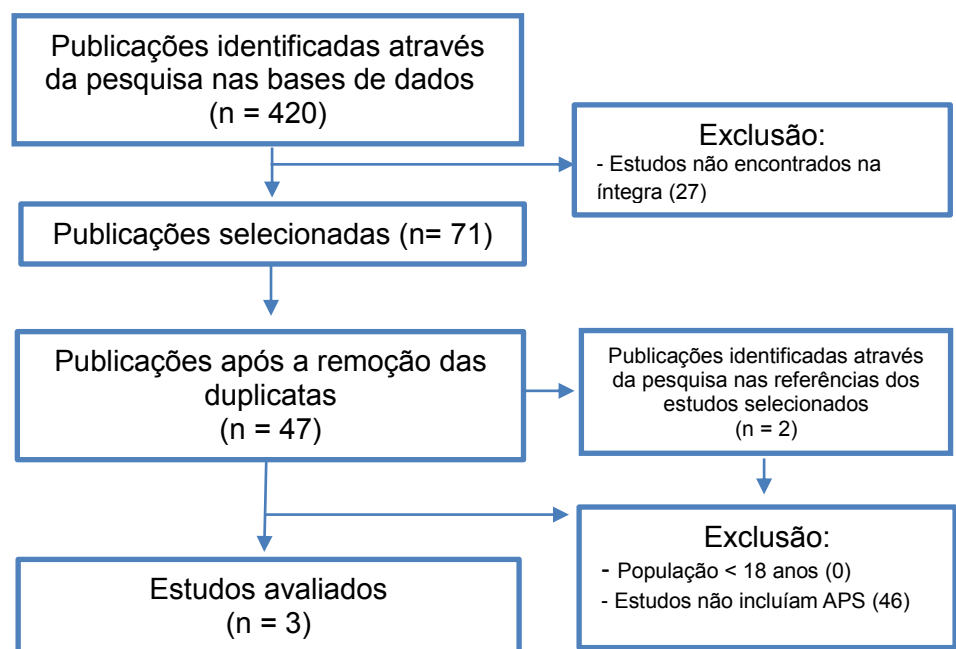 Publicações identificadas através
da pesquisa nas bases de dados
(n = 420)
Exclusão:
- Estudos não encontrados na
íntegra (27)
Publicações selecionadas (n= 71)
Publicações após a remoção das
duplicatas
(n = 47)
Publicações identificadas através
da pesquisa nas referências dos
estudos selecionados
(n = 2)
Exclusão:
- População < 18 anos (0)
- Estudos não incluíam APS (46)
Estudos avaliados
(n = 3)